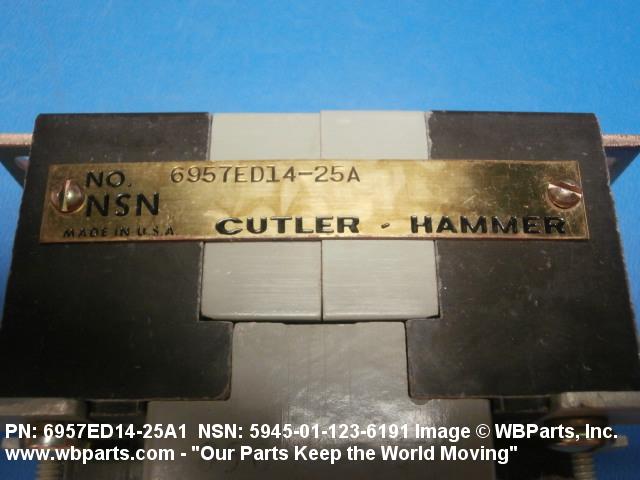 NO. 6957ED14-25A
NSN
MADE IN U.S.A CUTLER - HAMMER
PN: 6957ED14-25A1 NSN: 5945-01-123-6191 Image © WBParts, Inc.
www.wbparts.com - "Our Parts Keep the World Moving"